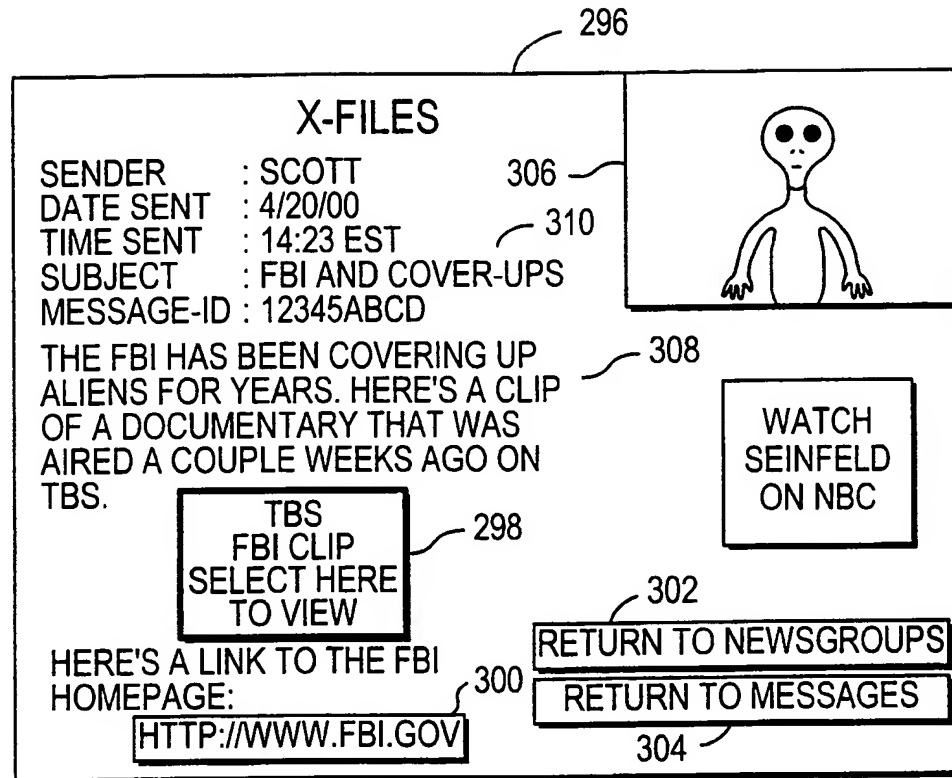 296
X-FILES
SENDER : SCOTT
DATE SENT : 4/20/00
TIME SENT : 14:23 EST
SUBJECT : FBI AND COVER-UPS
MESSAGE-ID : 12345ABCD
306
310
THE FBI HAS BEEN COVERING UP
ALIENS FOR YEARS. HERE'S A CLIP
OF A DOCUMENTARY THAT WAS
AIRED A COUPLE WEEKS AGO ON
TBS.
308
WATCH
SEINFELD
ON NBC
TBS
FBI CLIP
SELECT HERE
TO VIEW
298
302
RETURN TO NEWSGROUPS
HERE'S A LINK TO THE FBI
HOMEPAGE:
300
RETURN TO MESSAGES
HTTP://WWW.FBI.GOV
304